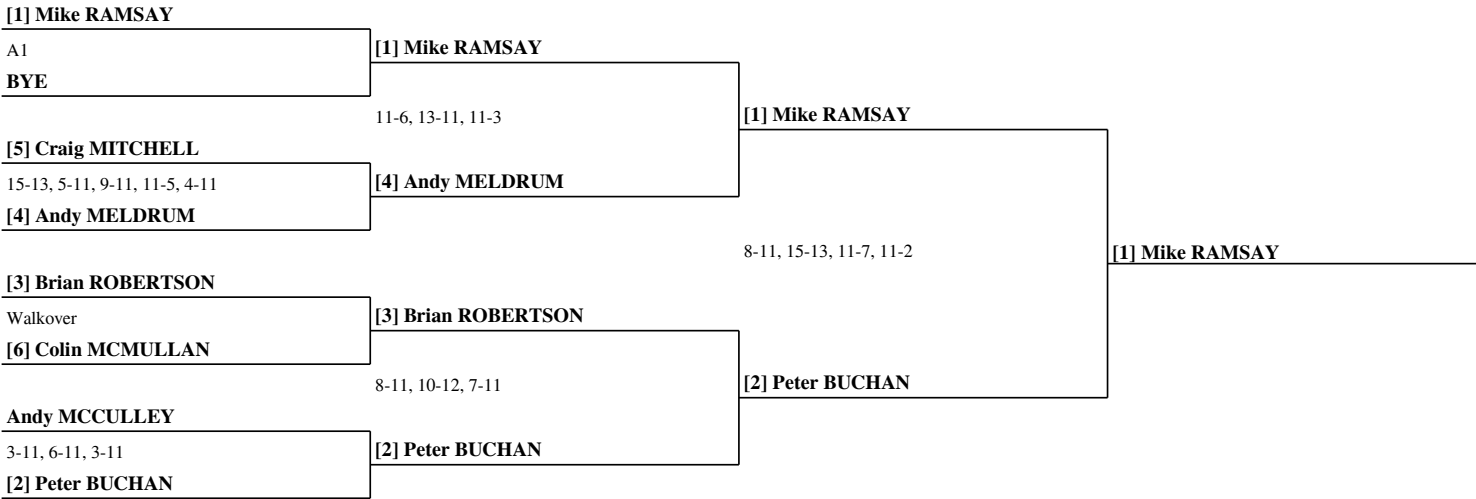 [1] Mike RAMSAY
A1
[1] Mike RAMSAY
BYE
11-6, 13-11, 11-3
[1] Mike RAMSAY
[5] Craig MITCHELL
15-13, 5-11, 9-11, 11-5, 4-11
[4] Andy MELDRUM
[4] Andy MELDRUM
8-11, 15-13, 11-7, 11-2
[1] Mike RAMSAY
[3] Brian ROBERTSON
Walkover
[3] Brian ROBERTSON
[6] Colin MCMULLAN
8-11, 10-12, 7-11
[2] Peter BUCHAN
Andy MCCULLEY
3-11, 6-11, 3-11
[2] Peter BUCHAN
[2] Peter BUCHAN